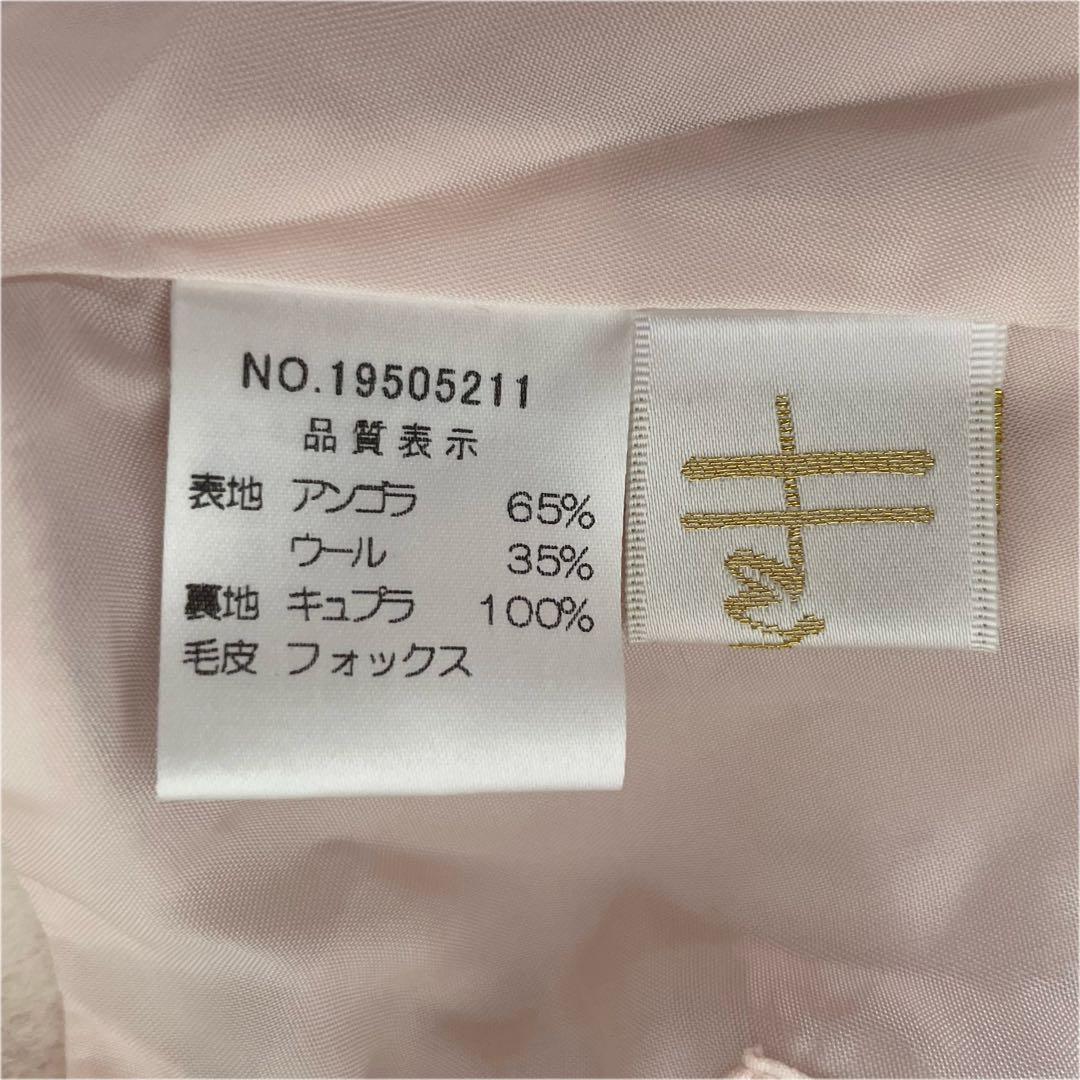 NO.19505211
品質表示
表地 アンゴラ 65%
ウール 35%
裏地 キュプラ 100%
毛皮 フォックス